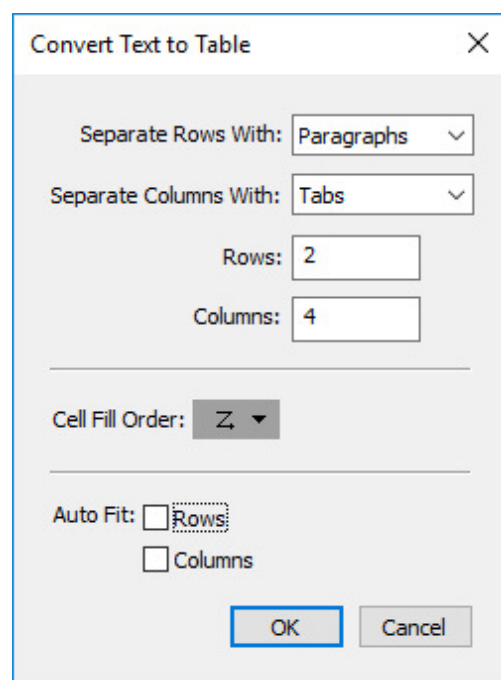 Convert Text to Table
Separate Rows With: Paragraphs
Separate Columns With: Tabs
Rows: 2
Columns: 4
Cell Fill Order:
Auto Fit: Rows
Columns
OK Cancel